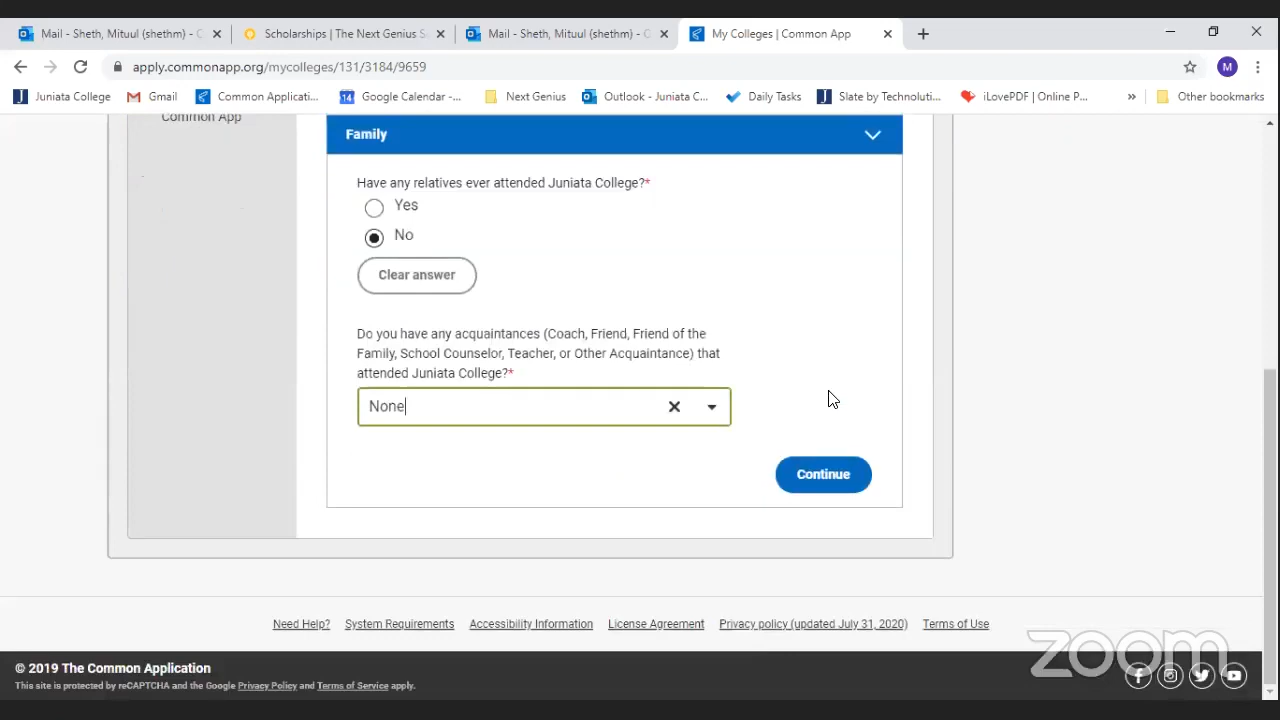 Mail - Sheth, Mituul (shethm) - C
Scholarships | The Next Genius S
Mail - Sheth, Mituul (shethm) - C
My Colleges | Common App
apply.commonapp.org/mycolleges/131/3184/9659
M
Juniata College
Gmail
Common Applicati...
Google Calendar -...
Next Genius
Outlook - Juniata C...
Daily Tasks
Slate by Technoluti...
iLovePDF | Online P...
Other bookmarks
Common App
Family
Have any relatives ever attended Juniata College?*
Yes
No
Clear answer
Do you have any acquaintances (Coach, Friend, Friend of the
Family, School Counselor, Teacher, or Other Acquaintance) that
attended Juniata College?*
None
Continue
Need Help?
System Requirements
Accessibility Information
License Agreement
Privacy policy (updated July 31, 2020)
Terms of Use
zoom
© 2019 The Common Application
This site is protected by reCAPTCHA and the Google Privacy Policy and Terms of Service apply.